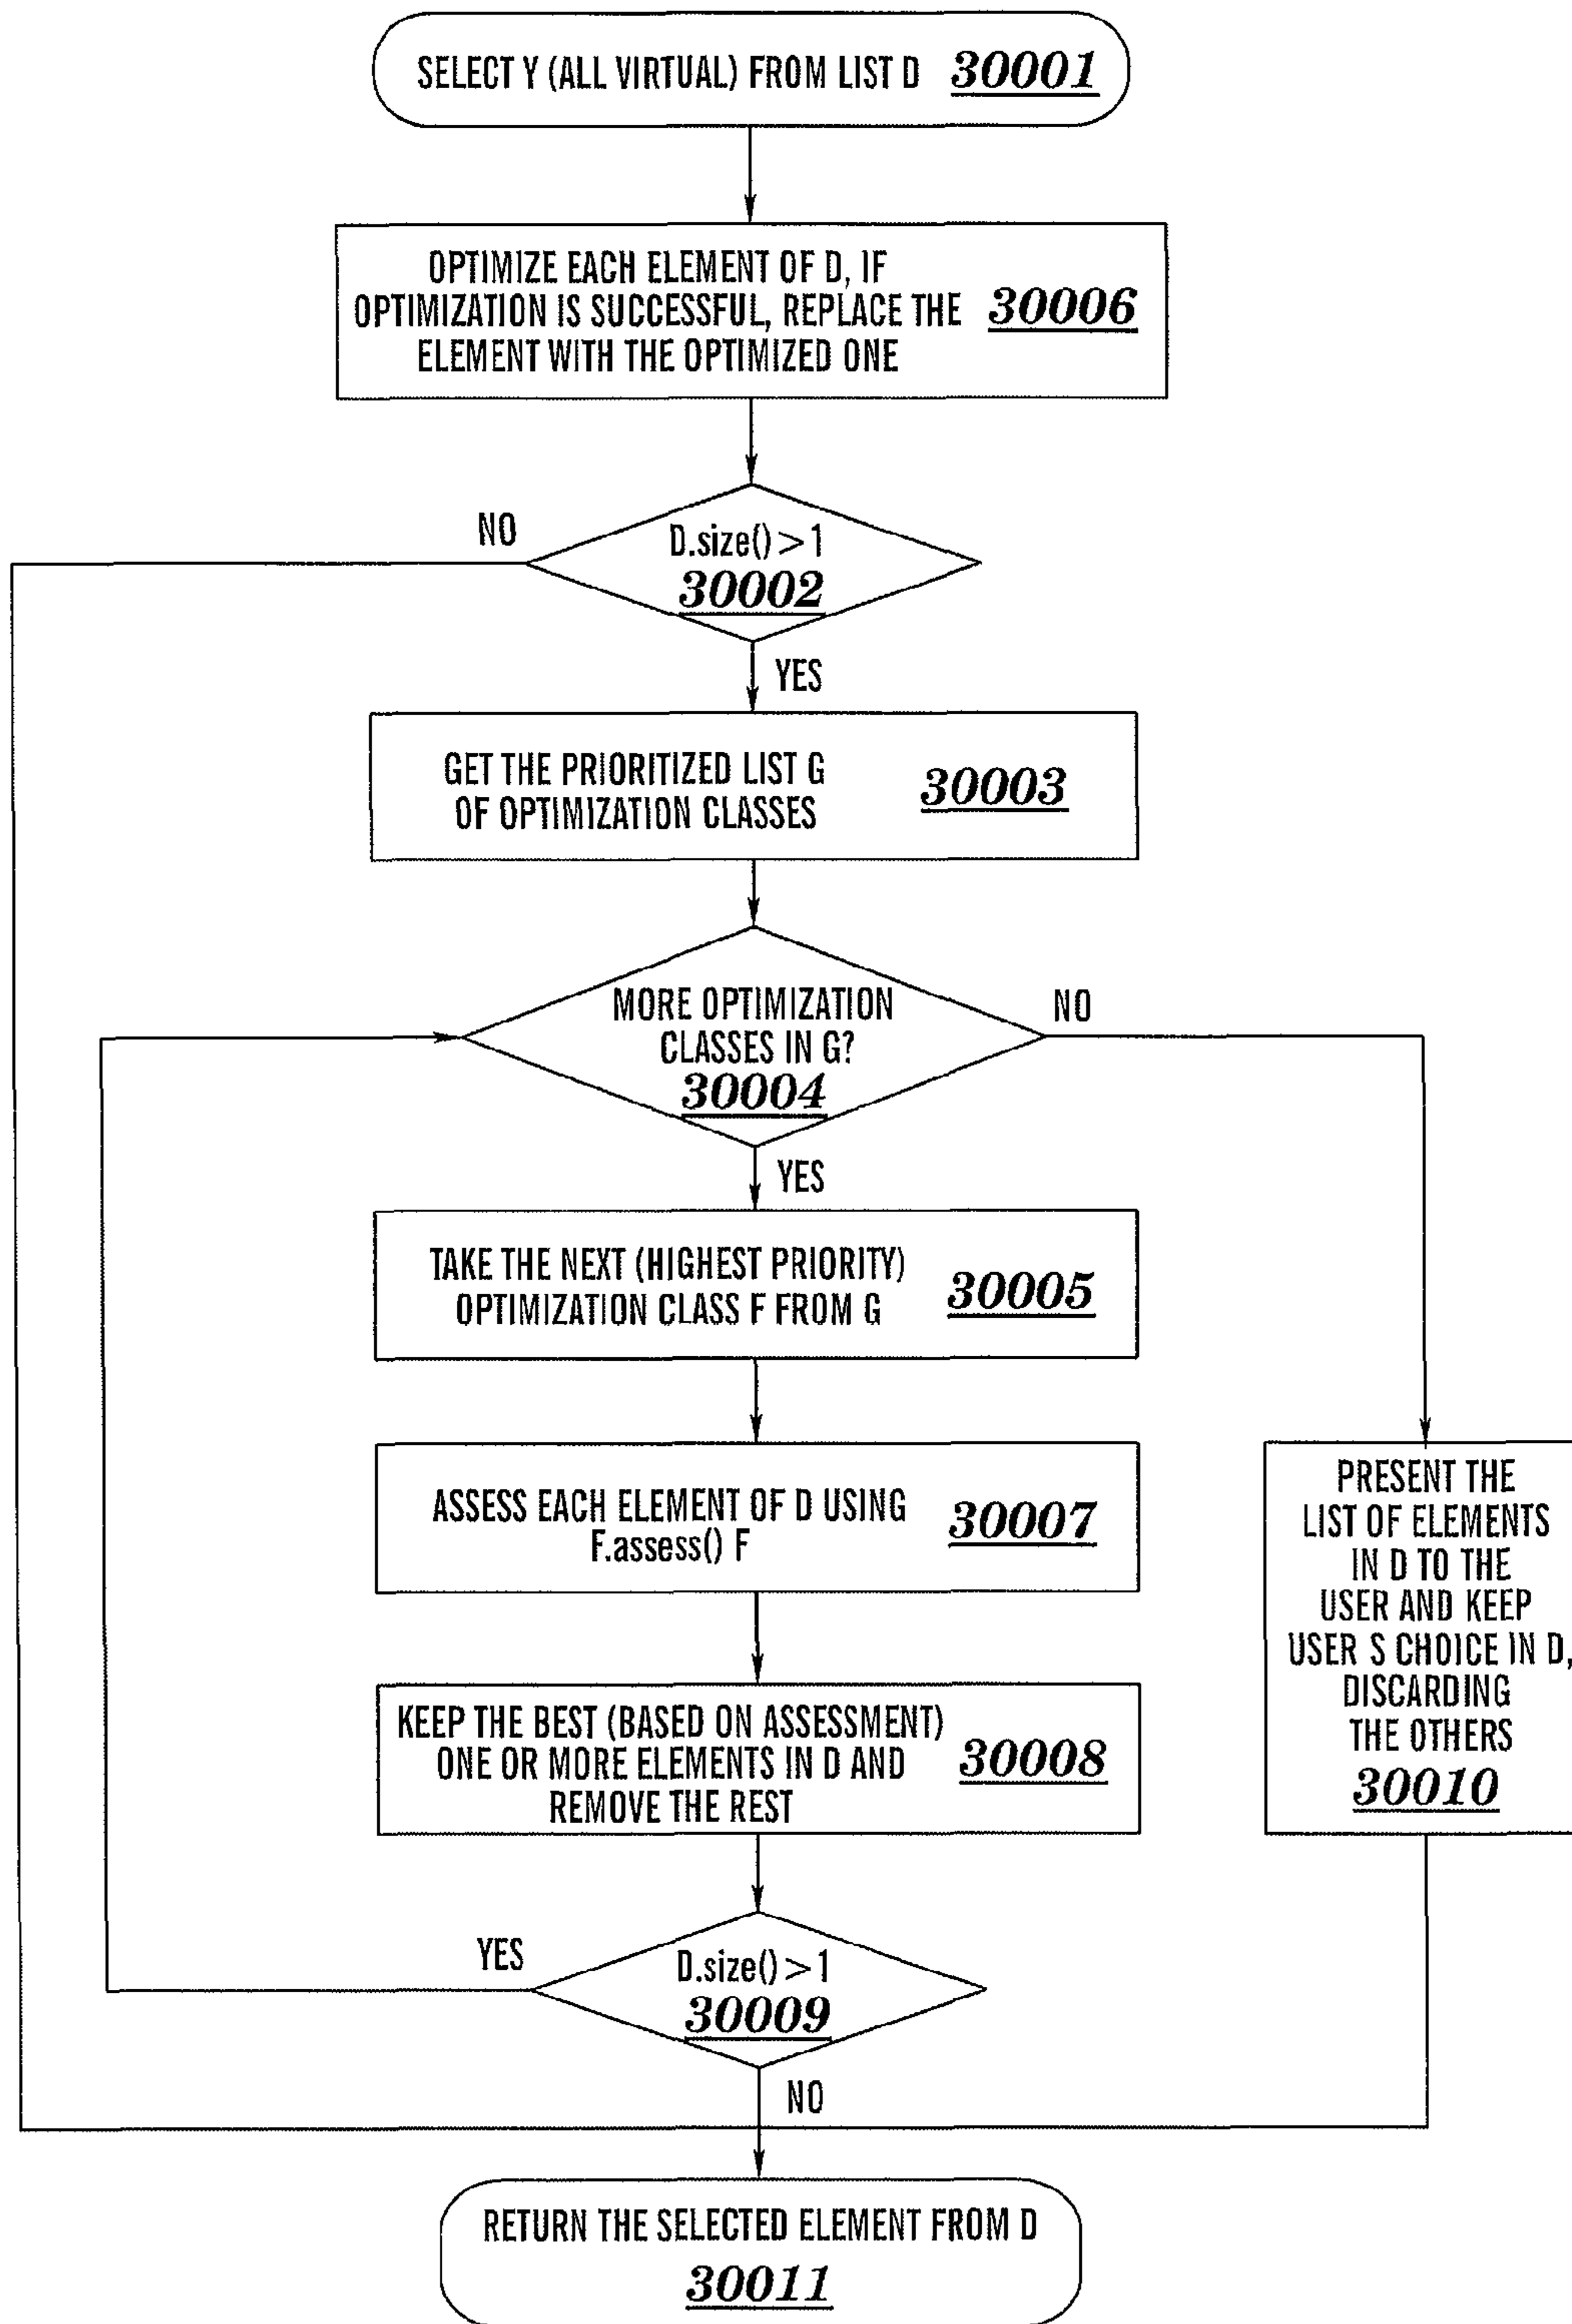 SELECT Y (ALL VIRTUAL) FROM LIST D 30001
OPTIMIZE EACH ELEMENT OF D, IF
OPTIMIZATION IS SUCCESSFUL, REPLACE THE 30006
ELEMENT WITH THE OPTIMIZED ONE
NO
D.size() > 1
30002
YES
GET THE PRIORITIZED LIST G
OF OPTIMIZATION CLASSES 30003
MORE OPTIMIZATION
CLASSES IN G?
30004
NO
YES
TAKE THE NEXT (HIGHEST PRIORITY)
OPTIMIZATION CLASS F FROM G 30005
ASSESS EACH ELEMENT OF D USING
F.assess() F 30007
KEEP THE BEST (BASED ON ASSESSMENT)
ONE OR MORE ELEMENTS IN D AND 30008
REMOVE THE REST
PRESENT THE
LIST OF ELEMENTS
IN D TO THE
USER AND KEEP
USER S CHOICE IN D,
DISCARDING
THE OTHERS
30010
YES
D.size() > 1
30009
NO
RETURN THE SELECTED ELEMENT FROM D
30011